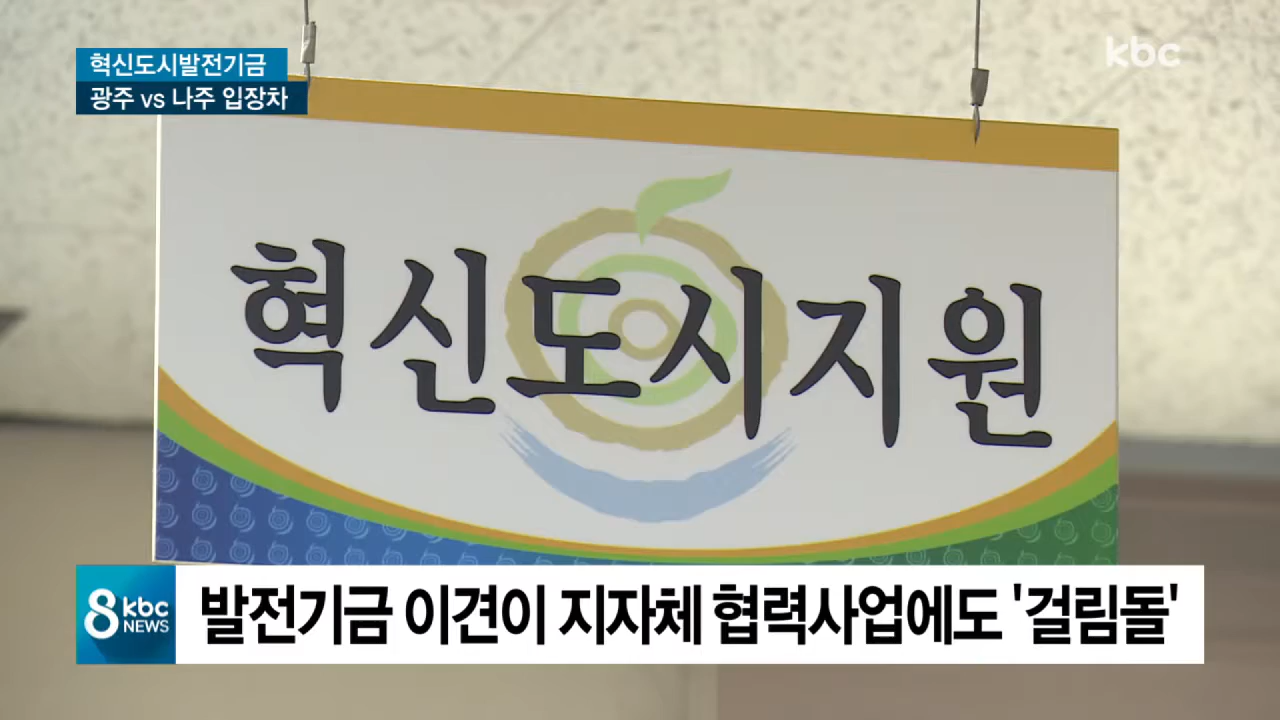 혁신도시발전기금
광주 vs 나주 입장차
kbc
혁신도시지원
8 kbc NEWS
발전기금 이견이 지자체 협력사업에도 '걸림돌'